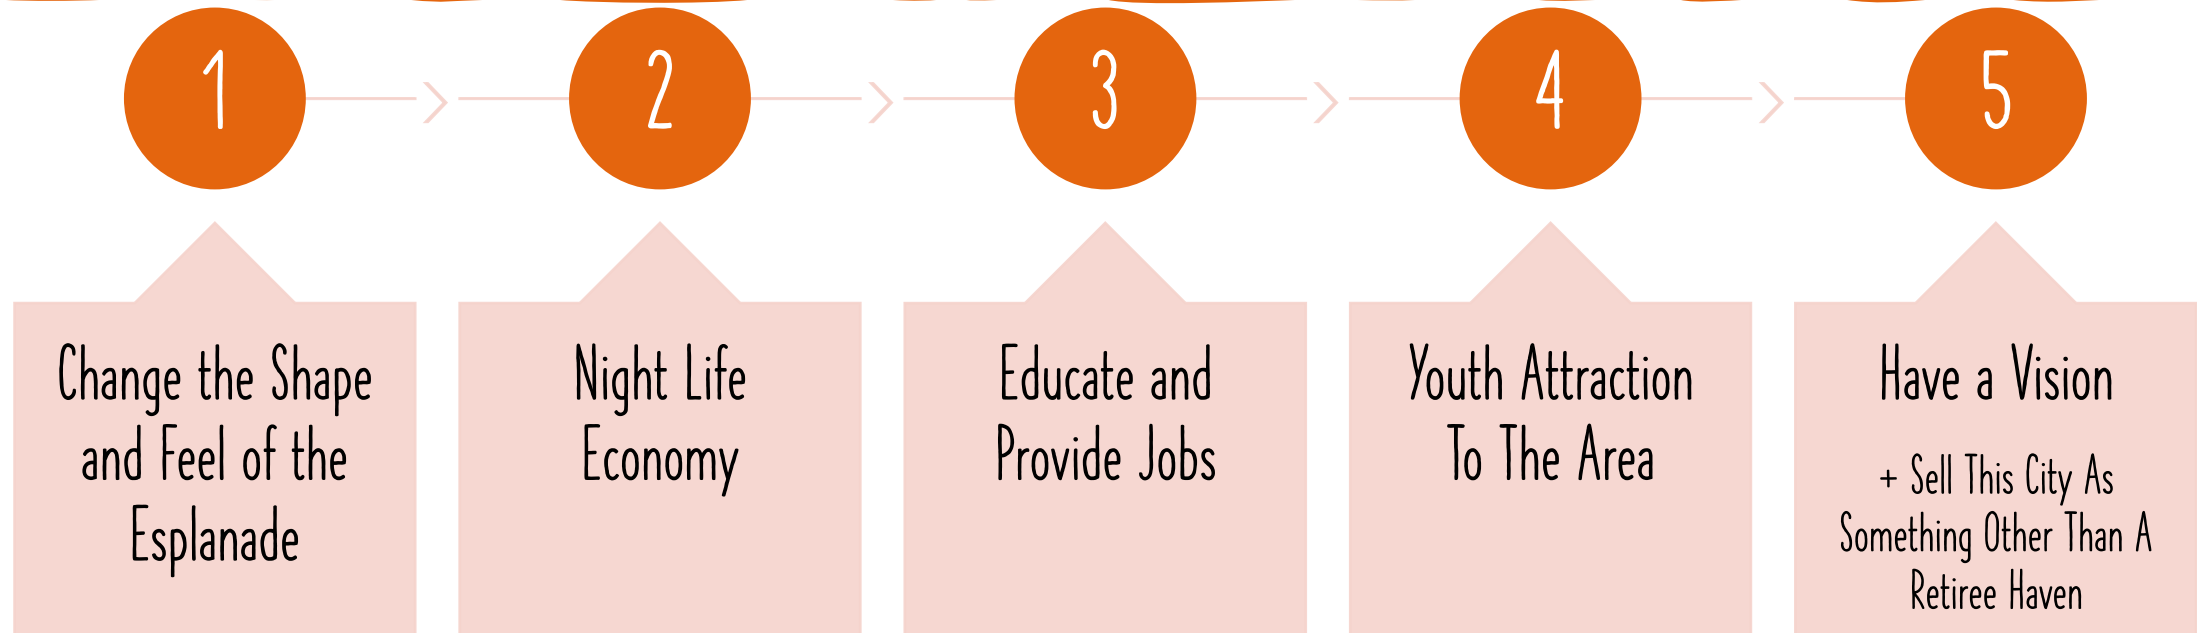 1
2
3
4
5
Change the Shape
and Feel of the
Esplanade
Night Life
Economy
Educate and
Provide Jobs
Youth Attraction
To The Area
Have a Vision
+ Sell This City As
Something Other Than A
Retiree Haven